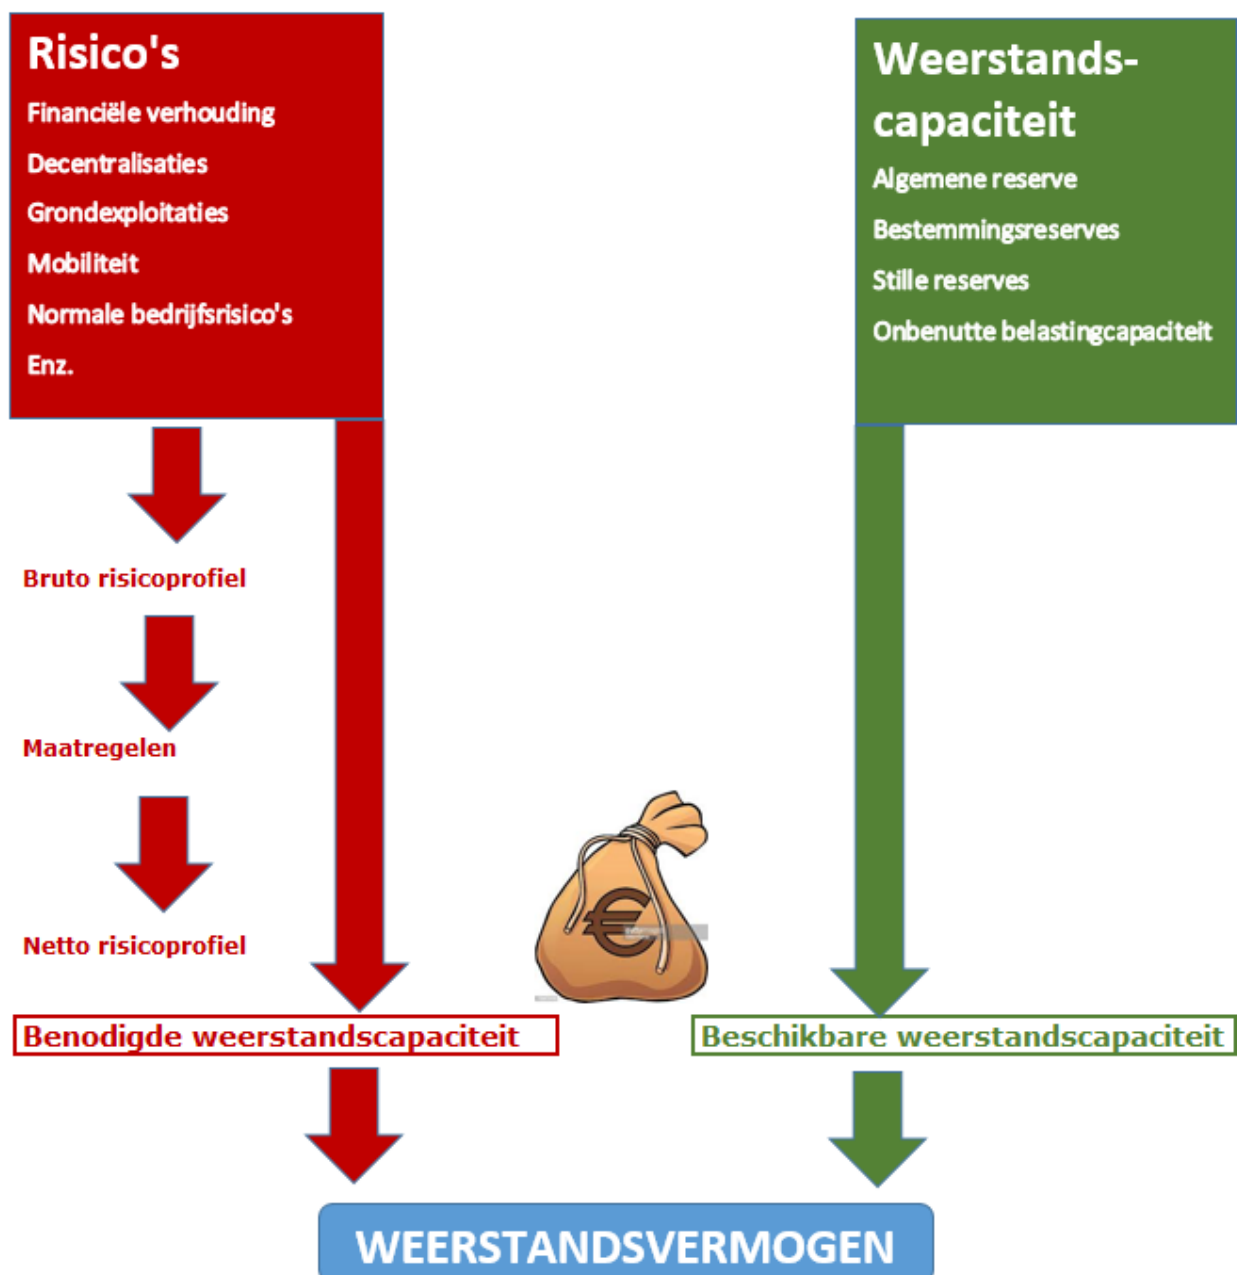 Risico's
Financiële verhouding
Decentralisaties
Grondexploitaties
Mobiliteit
Normale bedrijfsrisico's
Enz.
Weerstands-
capaciteit
Algemene reserve
Bestemmingsreserves
Stille reserves
Onbenutte belastingcapaciteit
Bruto risicoprofiel
Maatregelen
Netto risicoprofiel
€
Benodigde weerstandscapaciteit
Beschikbare weerstandscapaciteit
WEERSTANDSVERMOGEN